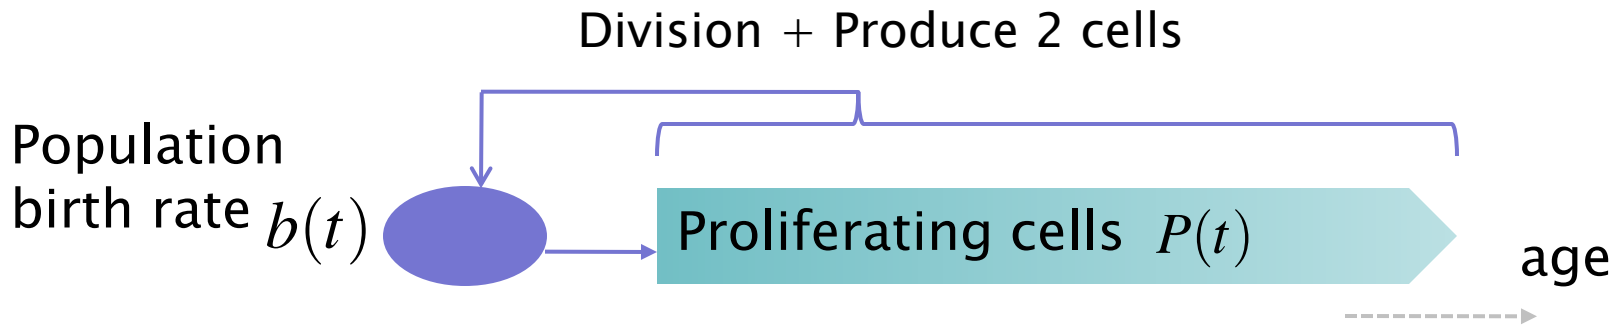 Division + Produce 2 cells
Population
birth rate b(t)
Proliferating cells P(t)
age